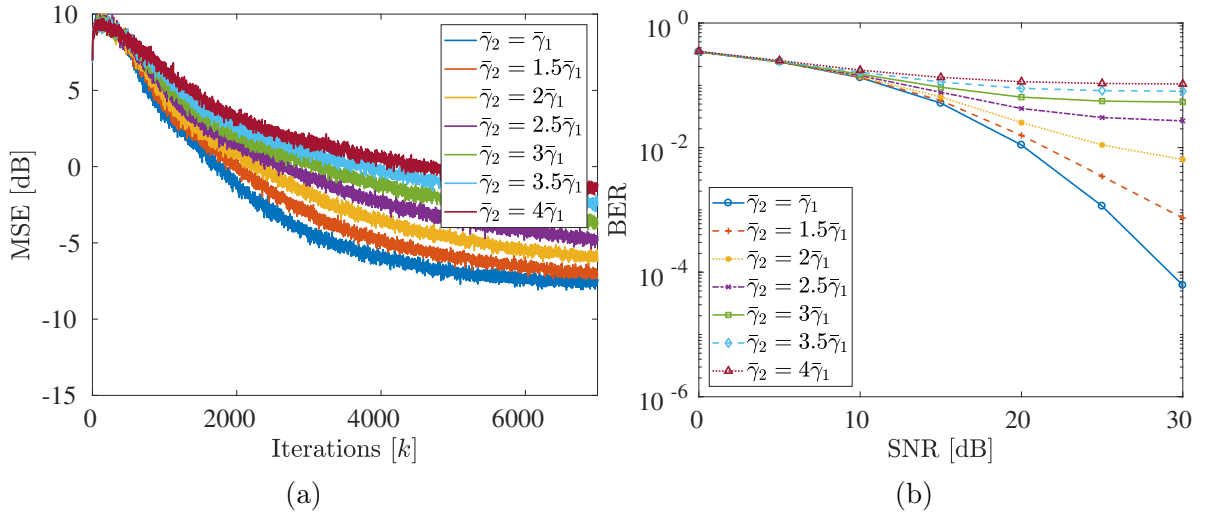 10
5
0
-5
-10
-15
MSE [dB]
0
2000
4000
6000
Iterations [k]
γ̄₂ = γ̄₁
γ̄₂ = 1.5γ̄₁
γ̄₂ = 2γ̄₁
γ̄₂ = 2.5γ̄₁
γ̄₂ = 3γ̄₁
γ̄₂ = 3.5γ̄₁
γ̄₂ = 4γ̄₁
(a)
10⁰
10⁻²
10⁻⁴
10⁻⁶
BER
0
10
20
30
SNR [dB]
γ̄₂ = γ̄₁
γ̄₂ = 1.5γ̄₁
γ̄₂ = 2γ̄₁
γ̄₂ = 2.5γ̄₁
γ̄₂ = 3γ̄₁
γ̄₂ = 3.5γ̄₁
γ̄₂ = 4γ̄₁
(b)